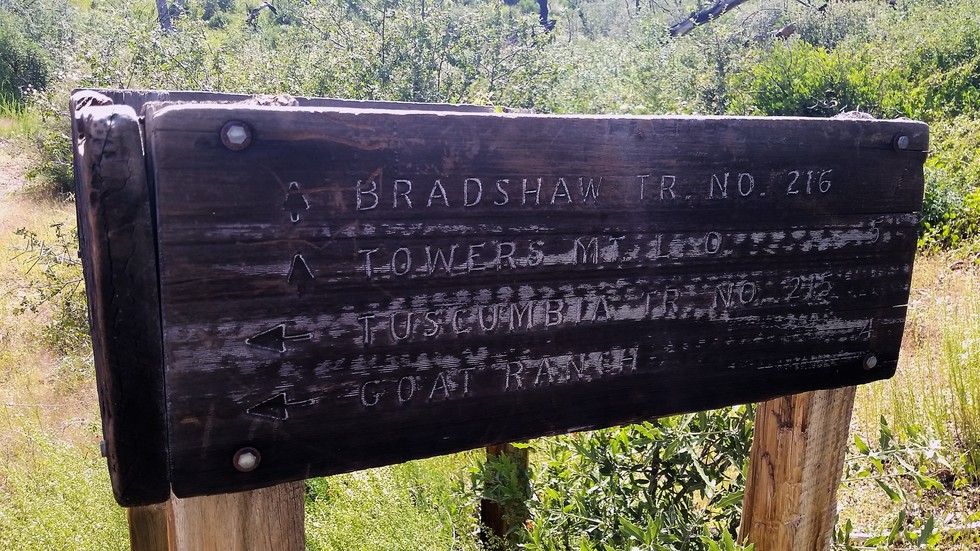 ↑ BRADSHAW TR. NO. 216
↑ TOWERS MT. L. O. 5
← TUSCUMBIA TR. NO. 215
← GOAT RANCH 4